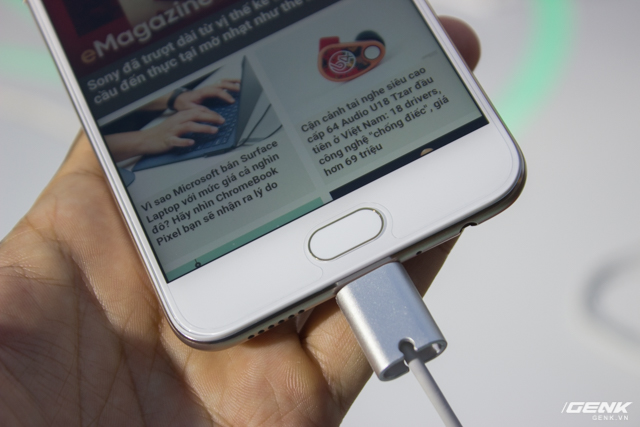 eMagazine
Sony đã trượt dài từ vị thế kẻ
cầu đến thực tại mờ nhạt như thế
Vì sao Microsoft bán Surface
Laptop với mức giá cả nghìn
đô? Hãy nhìn ChromeBook
Pixel bạn sẽ nhận ra lý do
Cận cảnh tai nghe siêu cao
cấp 64 Audio U18 Tzar đầu
tiên ở Việt Nam: 18 drivers,
công nghệ "chống điếc", giá
hơn 69 triệu
GENK
GENK.VN